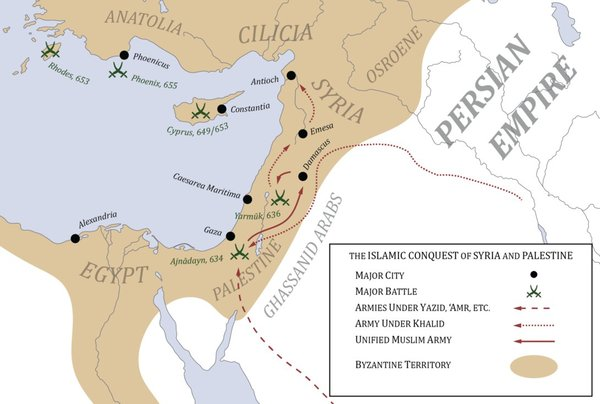 ANATOLIA
CILICIA
OSROENE
SYRIA
PERSIAN
EMPIRE
Rhodes, 653
Phoenicus
Phoenix, 655
Antioch
Constantia
Cyprus, 649/653
Emesa
Damascus
Caesarea Maritima
Yarmūk, 636
Alexandria
Gaza
Ajnādayn, 634
EGYPT
PALESTINE
GHASSANID ARABS
THE ISLAMIC CONQUEST OF SYRIA AND PALESTINE
MAJOR CITY
MAJOR BATTLE
ARMIES UNDER YAZID, ‘AMR, ETC.
ARMY UNDER KHALID
UNIFIED MUSLIM ARMY
BYZANTINE TERRITORY